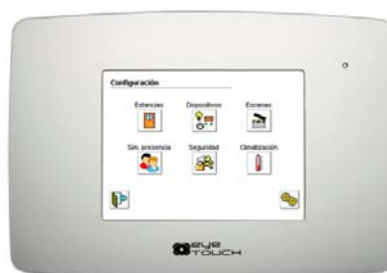 Configuración
Estancias Dispositivos Escenas
Sim. presencia Seguridad Climatización
eye
TOUCH